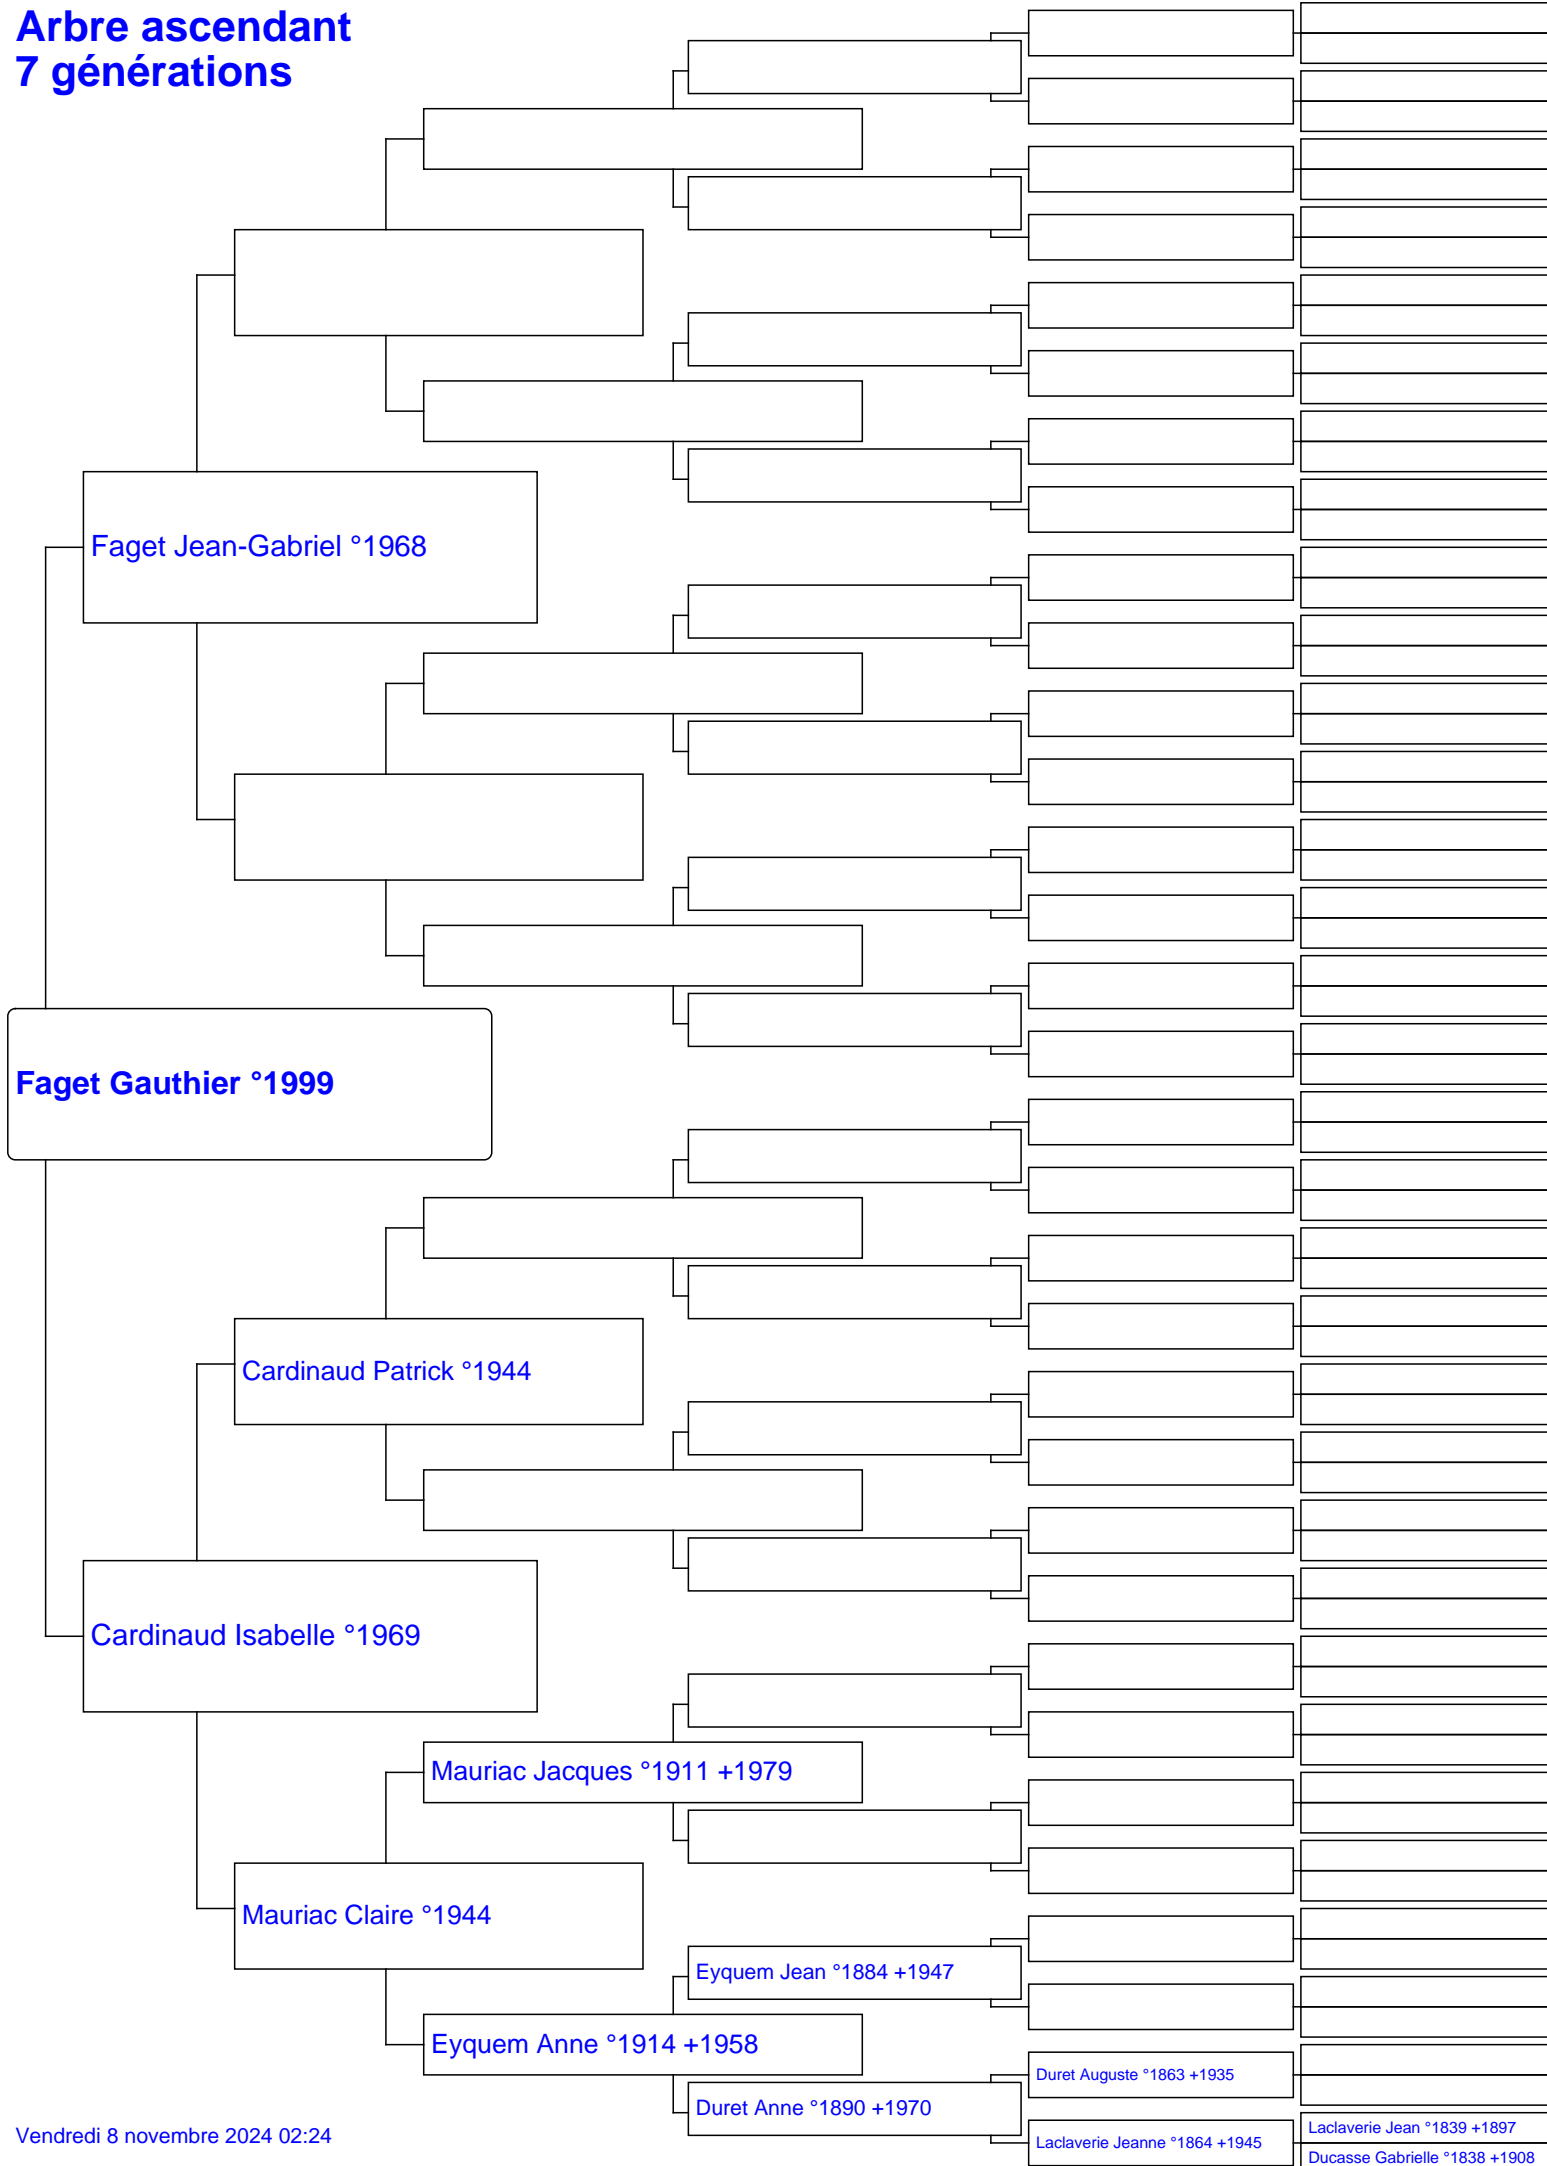 Arbre ascendant
7 générations
Faget Jean-Gabriel °1968
Faget Gauthier °1999
Cardinaud Patrick °1944
Cardinaud Isabelle °1969
Mauriac Jacques °1911 +1979
Mauriac Claire °1944
Eyquem Jean °1884 +1947
Eyquem Anne °1914 +1958
Duret Auguste °1863 +1935
Duret Anne °1890 +1970
Laclaverie Jean °1839 +1897
Laclaverie Jeanne °1864 +1945
Ducasse Gabrielle °1838 +1908
Vendredi 8 novembre 2024 02:24